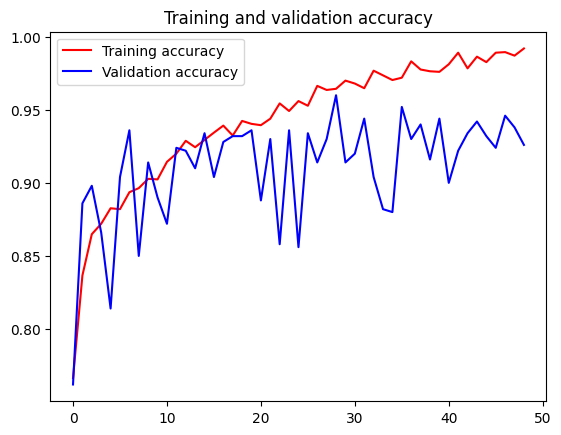 Training and validation accuracy
1.00
Training accuracy
Validation accuracy
0.95
0.90
0.85
0.80
0 10 20 30 40 50